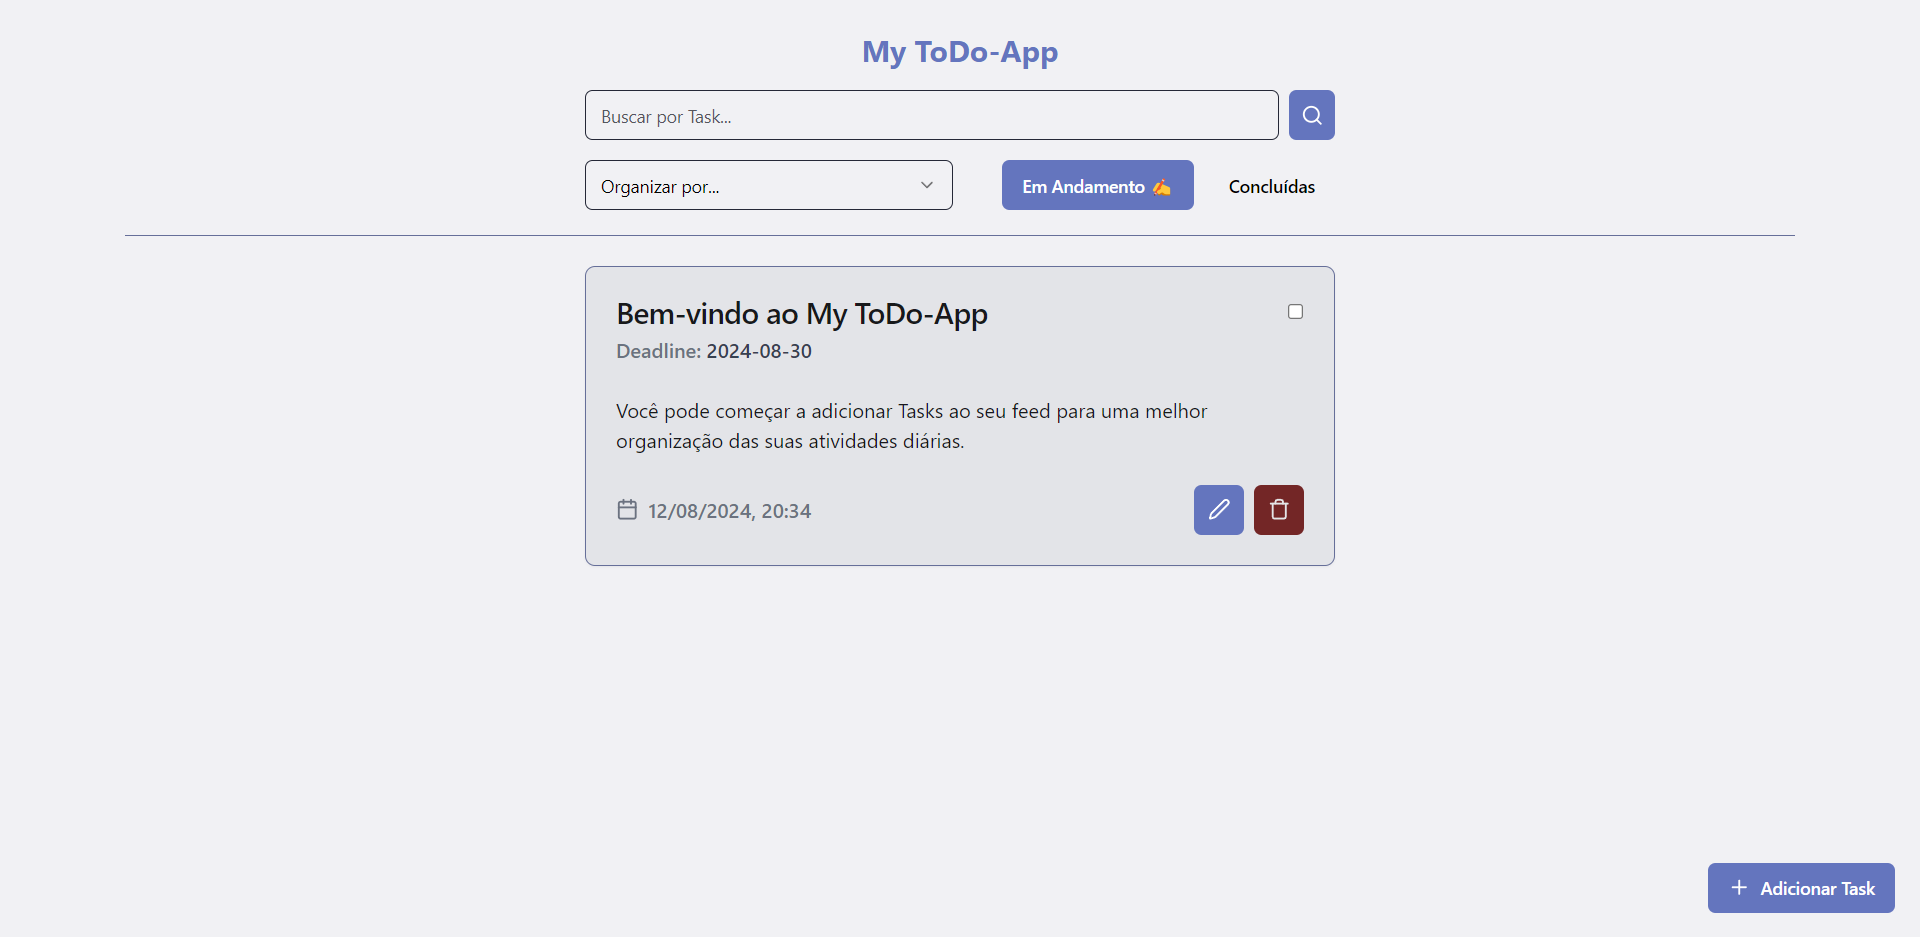 My ToDo-App
Buscar por Task...
Organizar por...
Em Andamento ✍️
Concluídas
Bem-vindo ao My ToDo-App
Deadline: 2024-08-30
Você pode começar a adicionar Tasks ao seu feed para uma melhor
organização das suas atividades diárias.
12/08/2024, 20:34
Adicionar Task